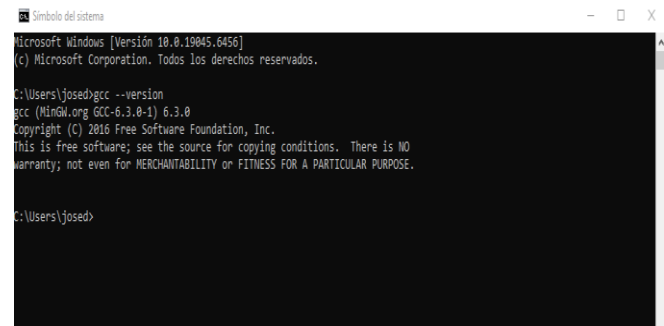 Símbolo del sistema
Microsoft Windows [Versión 10.0.19045.6456]
(c) Microsoft Corporation. Todos los derechos reservados.
C:\Users\josed>gcc --version
gcc (MinGW.org GCC-6.3.0-1) 6.3.0
Copyright (C) 2016 Free Software Foundation, Inc.
This is free software; see the source for copying conditions.  There is NO
warranty; not even for MERCHANTABILITY or FITNESS FOR A PARTICULAR PURPOSE.
C:\Users\josed>